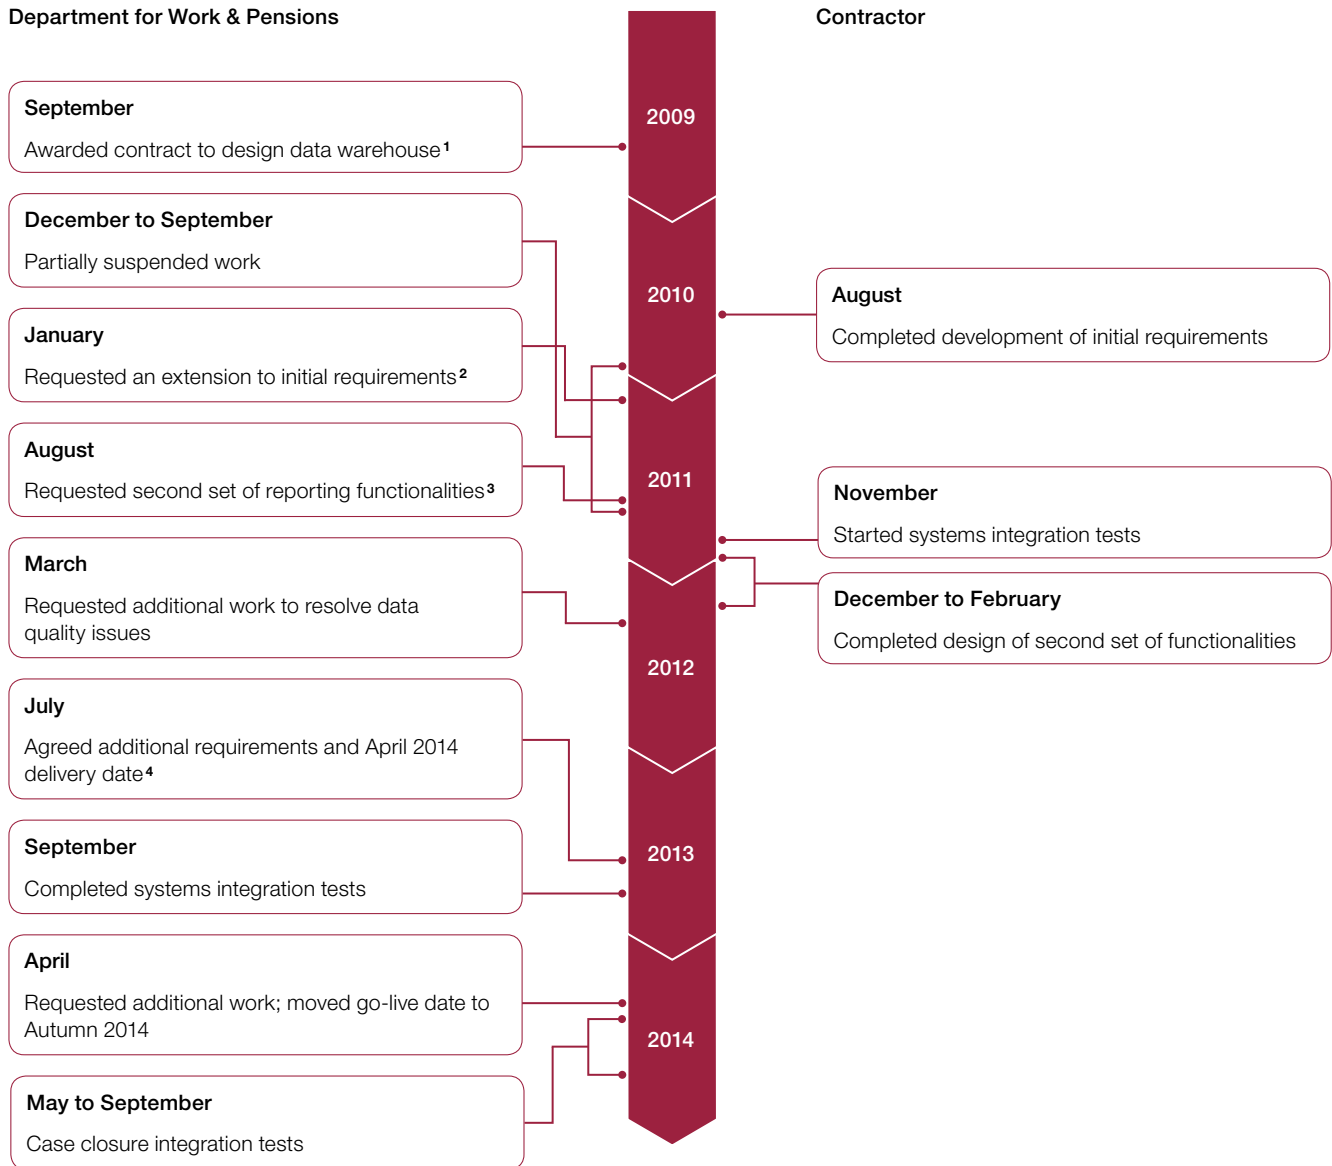 Department for Work & Pensions
Contractor
2009
September
Awarded contract to design data warehouse¹
December to September
Partially suspended work
2010
August
Completed development of initial requirements
January
Requested an extension to initial requirements²
August
Requested second set of reporting functionalities³
2011
November
Started systems integration tests
March
Requested additional work to resolve data
quality issues
December to February
Completed design of second set of functionalities
2012
July
Agreed additional requirements and April 2014
delivery date⁴
September
Completed systems integration tests
2013
April
Requested additional work; moved go-live date to
Autumn 2014
2014
May to September
Case closure integration tests